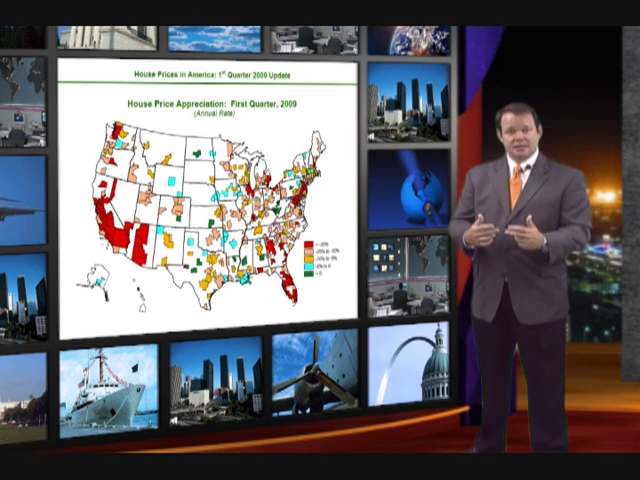 House Prices in America: 1st Quarter 2009 Update
House Price Appreciation: First Quarter, 2009
(Annual Rate)